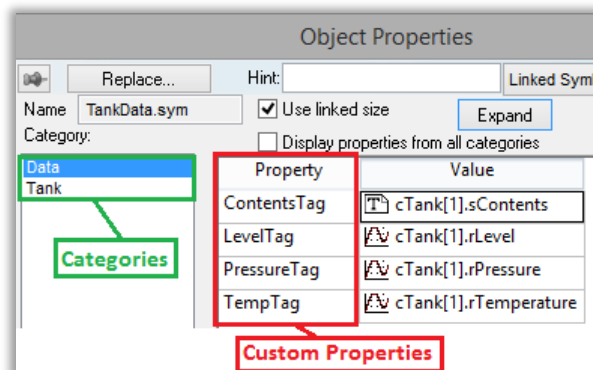 Object Properties
Replace... Hint: Linked Sym
Name TankData.sym Use linked size Expand
Category: Display properties from all categories
Data Property Value
Tank
ContentsTag cTank[1].sContents
LevelTag cTank[1].rLevel
Categories
PressureTag cTank[1].rPressure
TempTag cTank[1].rTemperature
Custom Properties